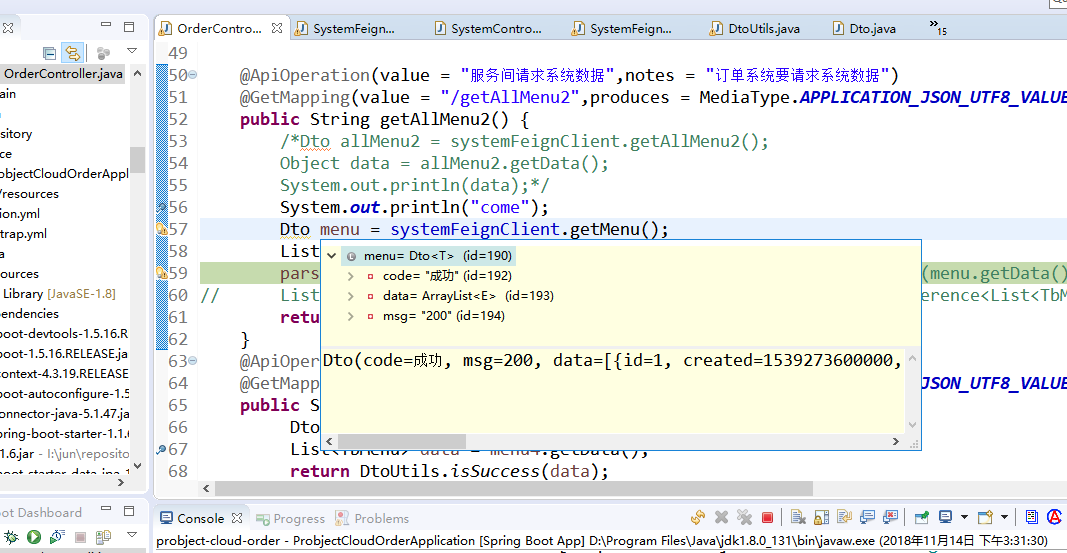 OrderContro...
SystemFeign...
SystemContro...
SystemFeign...
DtoUtils.java
Dto.java
»15
OrderController.java
ain
sitory
ce
objectCloudOrderAppl
/resources
ion.yml
trap.yml
a
ources
Library [JavaSE-1.8]
pendencies
oot-devtools-1.5.16.R
oot-1.5.16.RELEASE.ja
context-4.3.19.RELEASE
oot-autoconfigure-1.5
onnector-java-5.1.47.ja
pring-boot-starter-1.1.6
1.6.jar - I:\jun\reposito
oot Dashboard
49
50 @ApiOperation(value = "服务间请求系统数据",notes = "订单系统要请求系统数据")
51 @GetMapping(value = "/getAllMenu2",produces = MediaType.APPLICATION_JSON_UTF8_VALUE
52 public String getAllMenu2() {
53 /*Dto allMenu2 = systemFeignClient.getAllMenu2();
54 Object data = allMenu2.getData();
55 System.out.println(data);*/
56 System.out.println("come");
57 Dto menu = systemFeignClient.getMenu();
58 List
59 pars (menu.getData()
60 // List erence<List<TbM
61 retu
62 }
63 @ApiOper
64 @GetMapp JSON_UTF8_VALUE
65 public S
66 Dto
67 List<TbMenu> data = menu4.getData();
68 return DtoUtils.isSuccess(data);
menu= Dto<T> (id=190)
code= "成功" (id=192)
data= ArrayList<E> (id=193)
msg= "200" (id=194)
Dto(code=成功, msg=200, data=[{id=1, created=1539273600000,
Console
Progress
Problems
probject-cloud-order - ProbjectCloudOrderApplication [Spring Boot App] D:\Program Files\Java\jdk1.8.0_131\bin\javaw.exe (2018年11月14日 下午3:31:30)